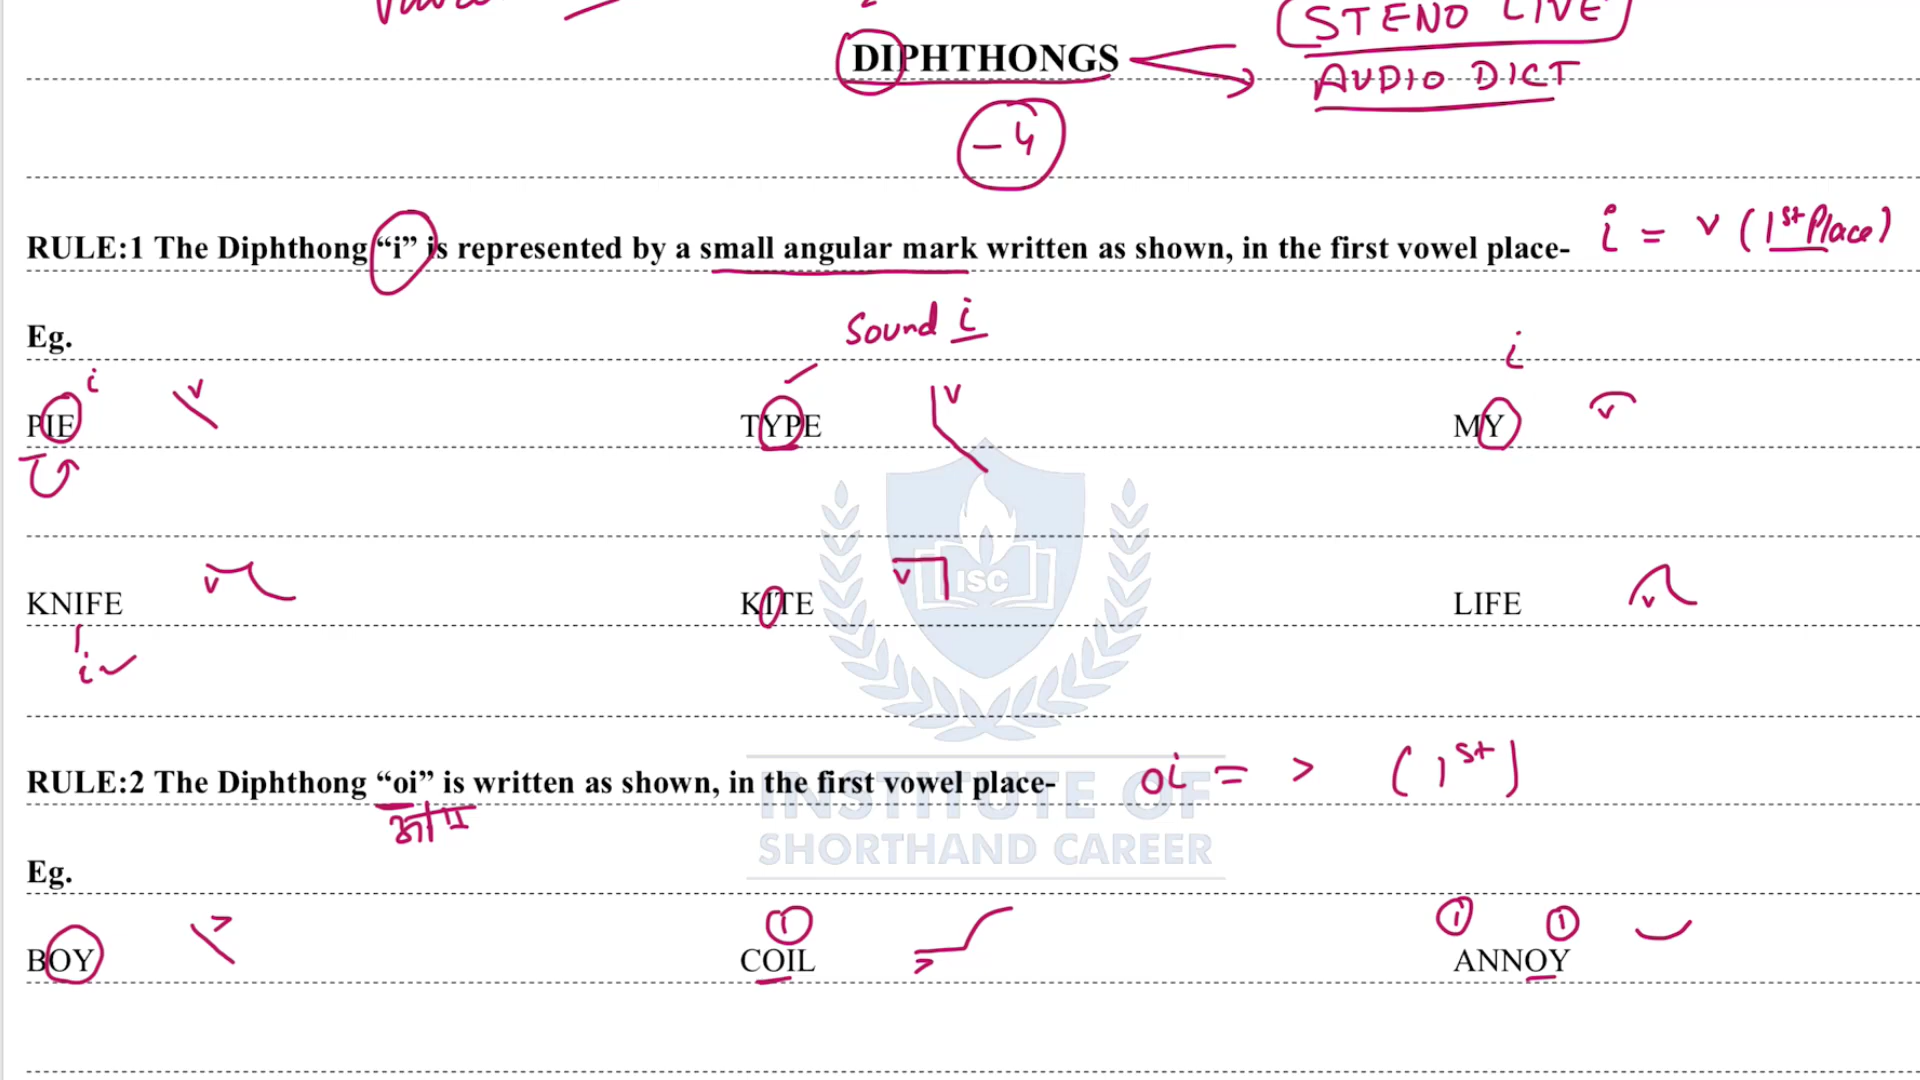 STENO LIVE
DIPHTHONGS
AUDIO DICT
- 4
RULE:1 The Diphthong “i” is represented by a small angular mark written as shown, in the first vowel place- i = v (1st Place)
Eg.
Sound i
i
i
PIE
TYPE
MY
ISC
KNIFE
KITE
LIFE
i
RULE:2 The Diphthong “oi” is written as shown, in the first vowel place- oi = > (1st)
INSTITUTE OF
SHORTHAND CAREER
Eg.
1
1
1
BOY
COIL
ANNOY